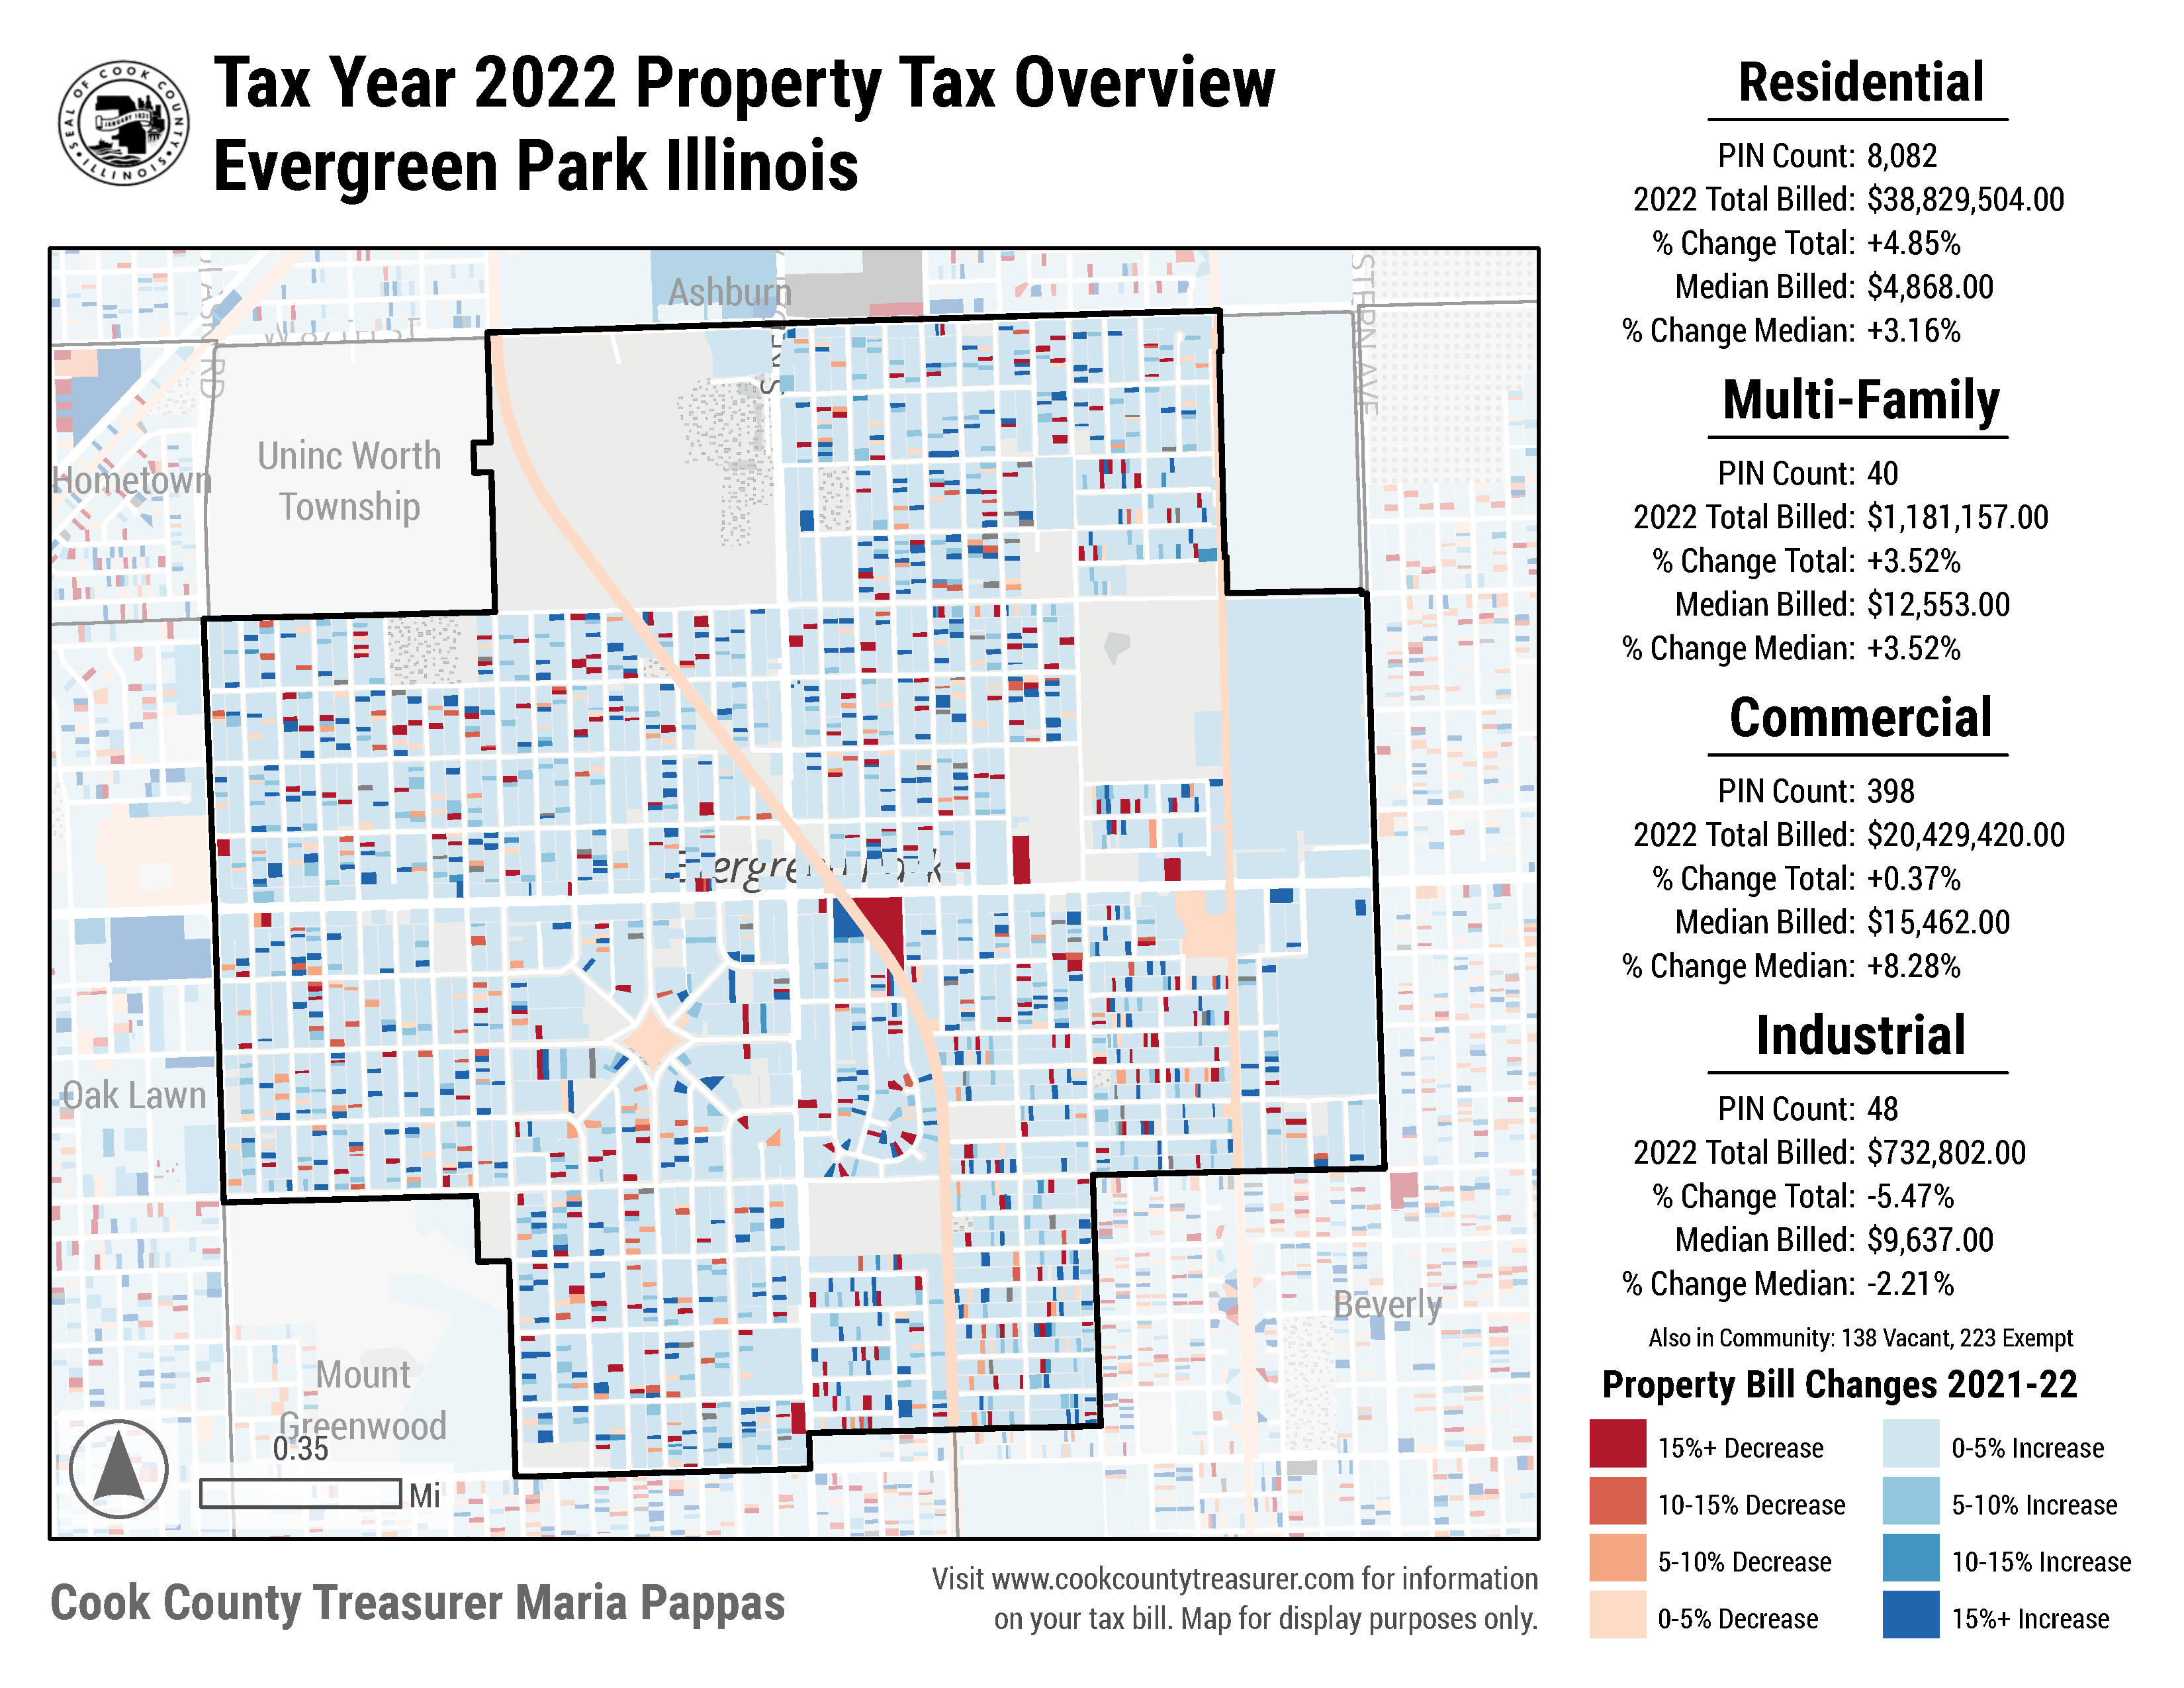 SEAL OF COOK COUNTY
ILLINOIS
JANUARY 1831
Tax Year 2022 Property Tax Overview
Evergreen Park Illinois
Ashburn
Uninc Worth
Township
Hometown
Evergreen Park
Oak Lawn
Beverly
Mount
Greenwood
0.35
Mi
Cook County Treasurer Maria Pappas
Visit www.cookcountytreasurer.com for information
on your tax bill. Map for display purposes only.
Residential
PIN Count: 8,082
2022 Total Billed: $38,829,504.00
% Change Total: +4.85%
Median Billed: $4,868.00
% Change Median: +3.16%
Multi-Family
PIN Count: 40
2022 Total Billed: $1,181,157.00
% Change Total: +3.52%
Median Billed: $12,553.00
% Change Median: +3.52%
Commercial
PIN Count: 398
2022 Total Billed: $20,429,420.00
% Change Total: +0.37%
Median Billed: $15,462.00
% Change Median: +8.28%
Industrial
PIN Count: 48
2022 Total Billed: $732,802.00
% Change Total: -5.47%
Median Billed: $9,637.00
% Change Median: -2.21%
Also in Community: 138 Vacant, 223 Exempt
Property Bill Changes 2021-22
15%+ Decrease
10-15% Decrease
5-10% Decrease
0-5% Decrease
0-5% Increase
5-10% Increase
10-15% Increase
15%+ Increase